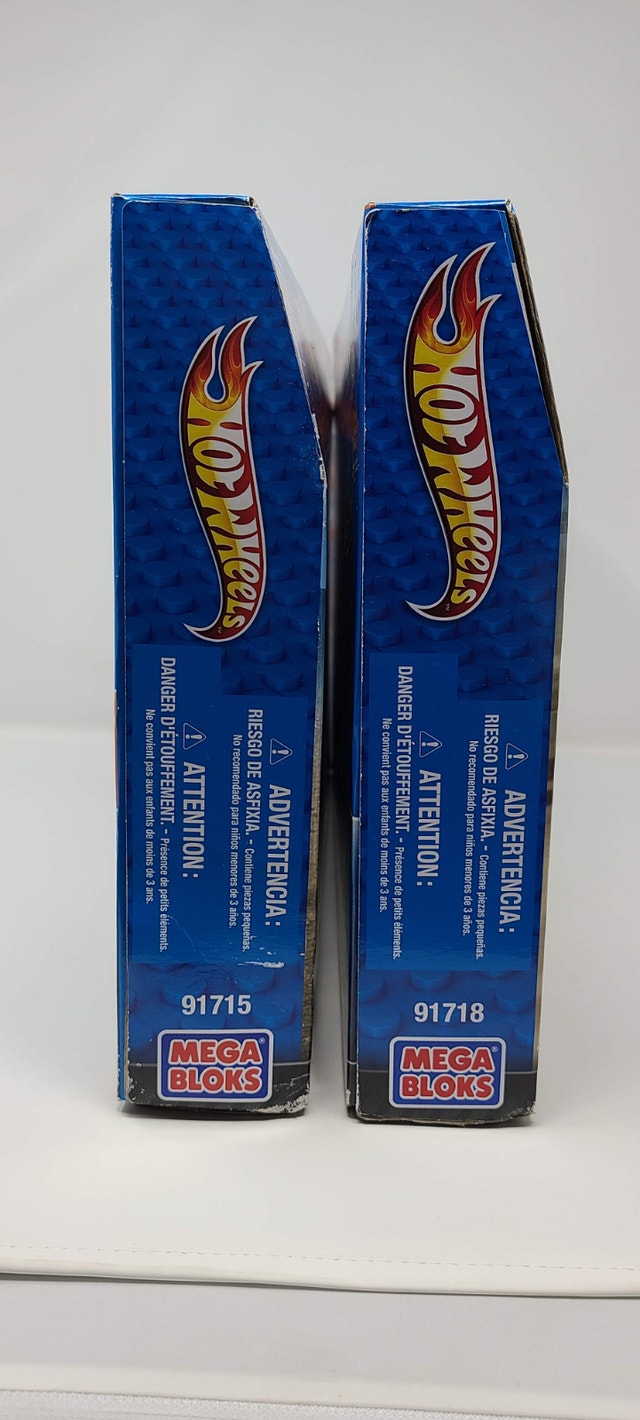 HOT WHEELS™
⚠ ADVERTENCIA :
RIESGO DE ASFIXIA. – Contiene piezas pequeñas.
No recomendado para niños menores de 3 años.
⚠ ATTENTION :
DANGER D'ÉTOUFFEMENT. – Présence de petits éléments.
Ne convient pas aux enfants de moins de 3 ans.
91715
MEGA®
BLOKS
HOT WHEELS™
⚠ ADVERTENCIA :
RIESGO DE ASFIXIA. – Contiene piezas pequeñas.
No recomendado para niños menores de 3 años.
⚠ ATTENTION :
DANGER D'ÉTOUFFEMENT. – Présence de petits éléments.
Ne convient pas aux enfants de moins de 3 ans.
91718
MEGA®
BLOKS